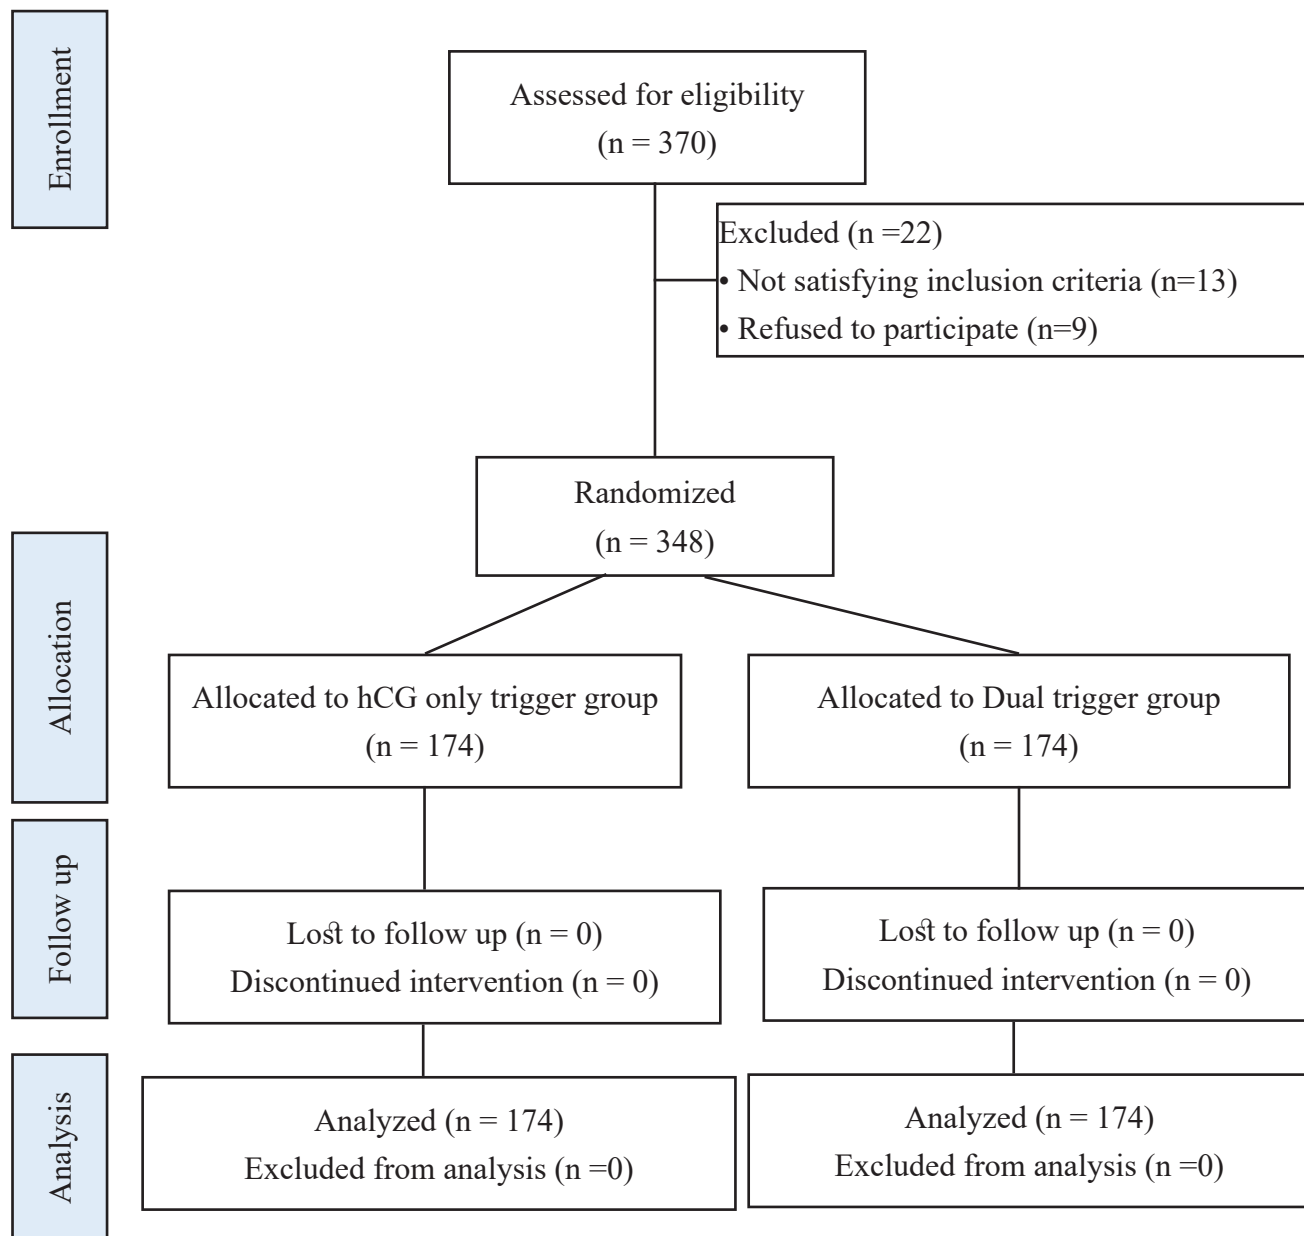 Enrollment
Assessed for eligibility
(n = 370)
Excluded (n =22)
• Not satisfying inclusion criteria (n=13)
• Refused to participate (n=9)
Randomized
(n = 348)
Allocation
Allocated to hCG only trigger group
(n = 174)
Allocated to Dual trigger group
(n = 174)
Follow up
Lost to follow up (n = 0)
Discontinued intervention (n = 0)
Lost to follow up (n = 0)
Discontinued intervention (n = 0)
Analysis
Analyzed (n = 174)
Excluded from analysis (n =0)
Analyzed (n = 174)
Excluded from analysis (n =0)